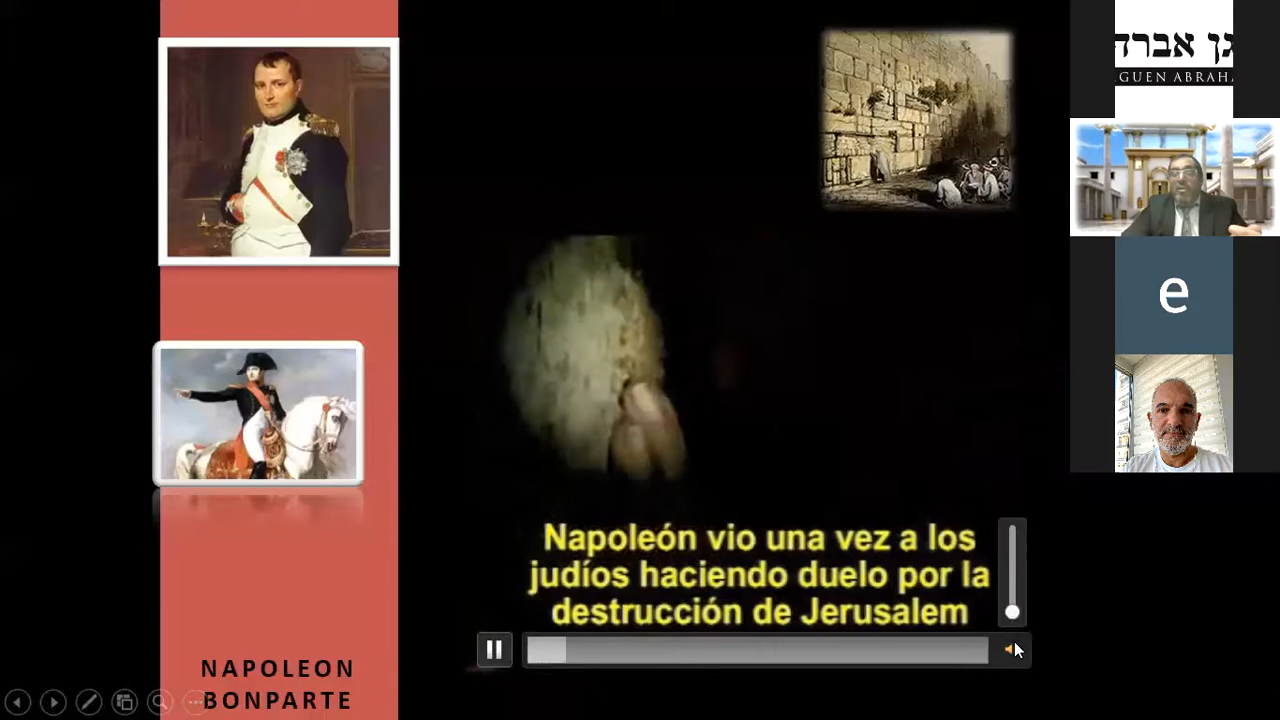 Napoleón vio una vez a los
judíos haciendo duelo por la
destrucción de Jerusalem
NAPOLEON
BONPARTE
גן אברה
GUEN ABRAHA
e